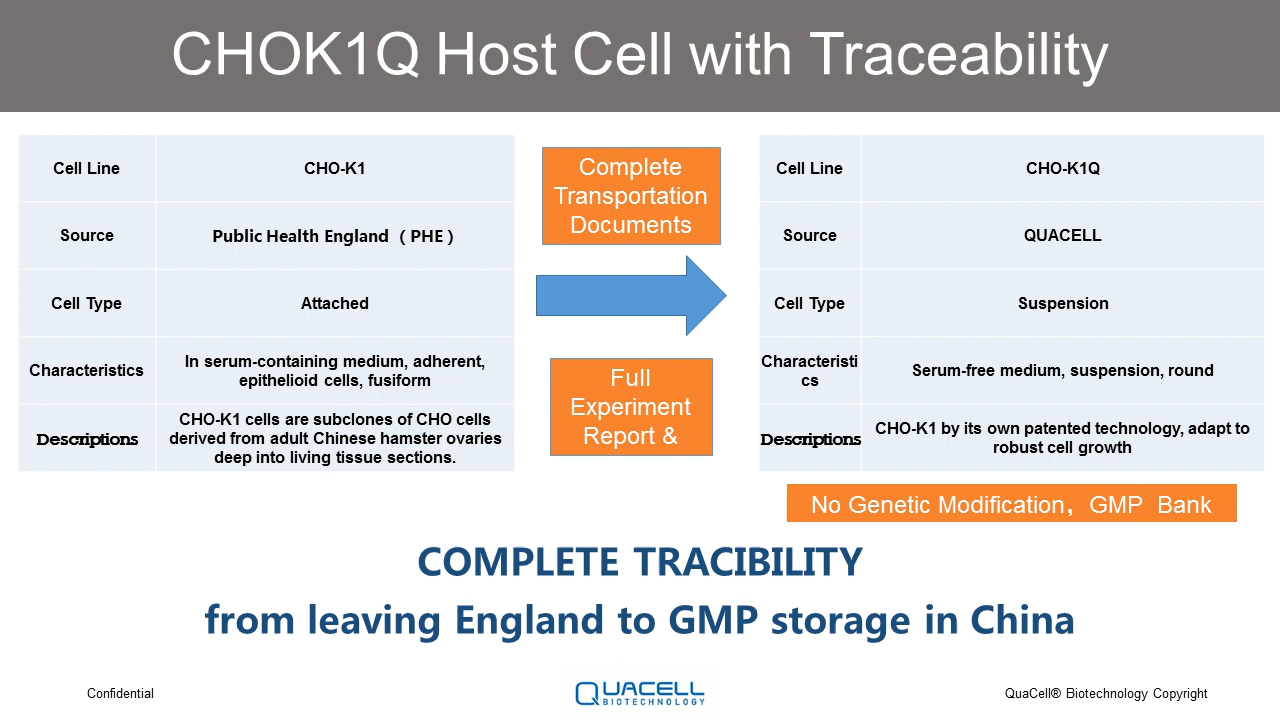 CHOK1Q Host Cell with Traceability
Cell Line
CHO-K1
Source
Public Health England （PHE）
Cell Type
Attached
Characteristics
In serum-containing medium, adherent,
epithelioid cells, fusiform
Descriptions
CHO-K1 cells are subclones of CHO cells
derived from adult Chinese hamster ovaries
deep into living tissue sections.
Complete
Transportation
Documents
Full
Experiment
Report &
Cell Line
CHO-K1Q
Source
QUACELL
Cell Type
Suspension
Characteristi
cs
Serum-free medium, suspension, round
Descriptions
CHO-K1 by its own patented technology, adapt to
robust cell growth
No Genetic Modification，GMP Bank
COMPLETE TRACIBILITY
from leaving England to GMP storage in China
Confidential
QUACELL
BIOTECHNOLOGY
QuaCell® Biotechnology Copyright